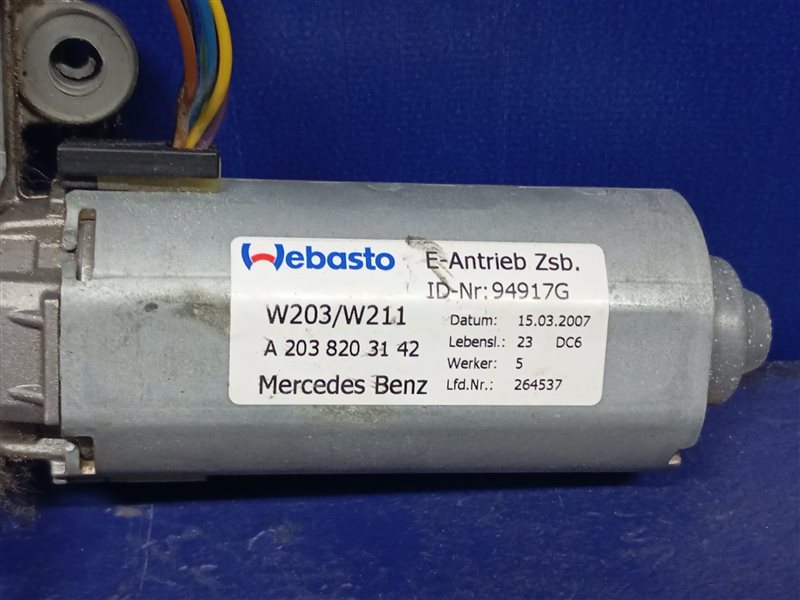 Webasto E-Antrieb Zsb.
ID-Nr: 94917G
W203/W211
A 203 820 31 42
Mercedes Benz
Datum: 15.03.2007
Lebensl.: 23 DC6
Werker: 5
Lfd.Nr.: 264537